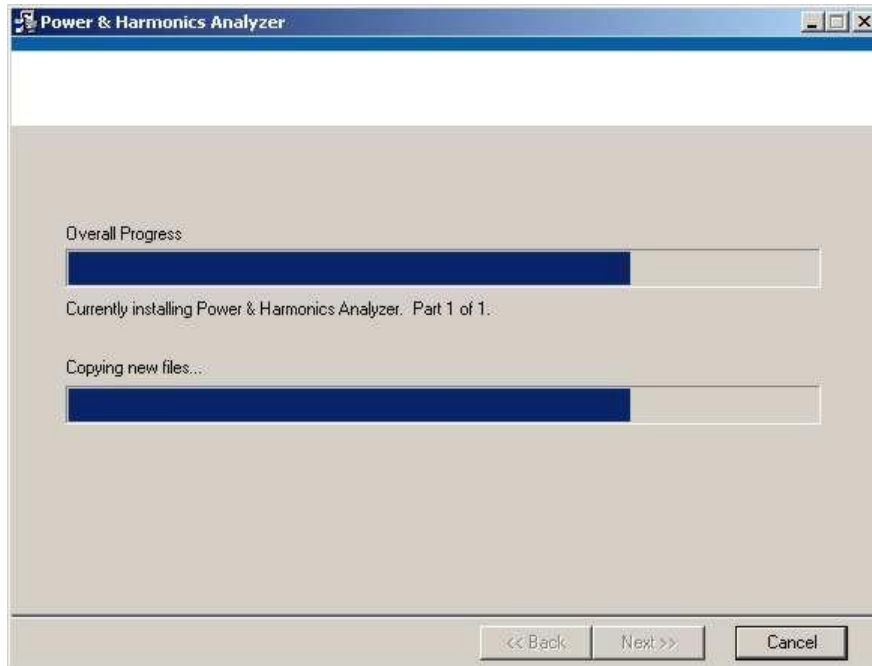 Power & Harmonics Analyzer
Overall Progress
Currently installing Power & Harmonics Analyzer.  Part 1 of 1.
Copying new files...
<< Back
Next >>
Cancel